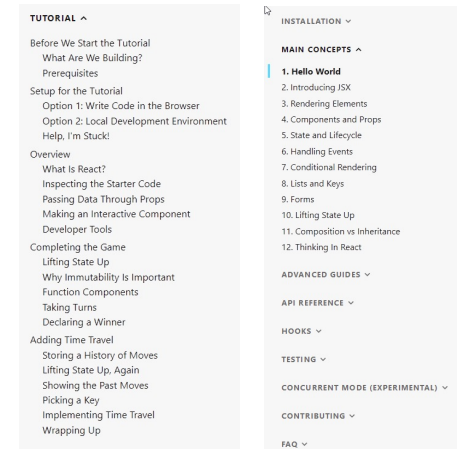 TUTORIAL
Before We Start the Tutorial
What Are We Building?
Prerequisites
Setup for the Tutorial
Option 1: Write Code in the Browser
Option 2: Local Development Environment
Help, I'm Stuck!
Overview
What Is React?
Inspecting the Starter Code
Passing Data Through Props
Making an Interactive Component
Developer Tools
Completing the Game
Lifting State Up
Why Immutability Is Important
Function Components
Taking Turns
Declaring a Winner
Adding Time Travel
Storing a History of Moves
Lifting State Up, Again
Showing the Past Moves
Picking a Key
Implementing Time Travel
Wrapping Up
INSTALLATION
MAIN CONCEPTS
1. Hello World
2. Introducing JSX
3. Rendering Elements
4. Components and Props
5. State and Lifecycle
6. Handling Events
7. Conditional Rendering
8. Lists and Keys
9. Forms
10. Lifting State Up
11. Composition vs Inheritance
12. Thinking In React
ADVANCED GUIDES
API REFERENCE
HOOKS
TESTING
CONCURRENT MODE (EXPERIMENTAL)
CONTRIBUTING
FAQ